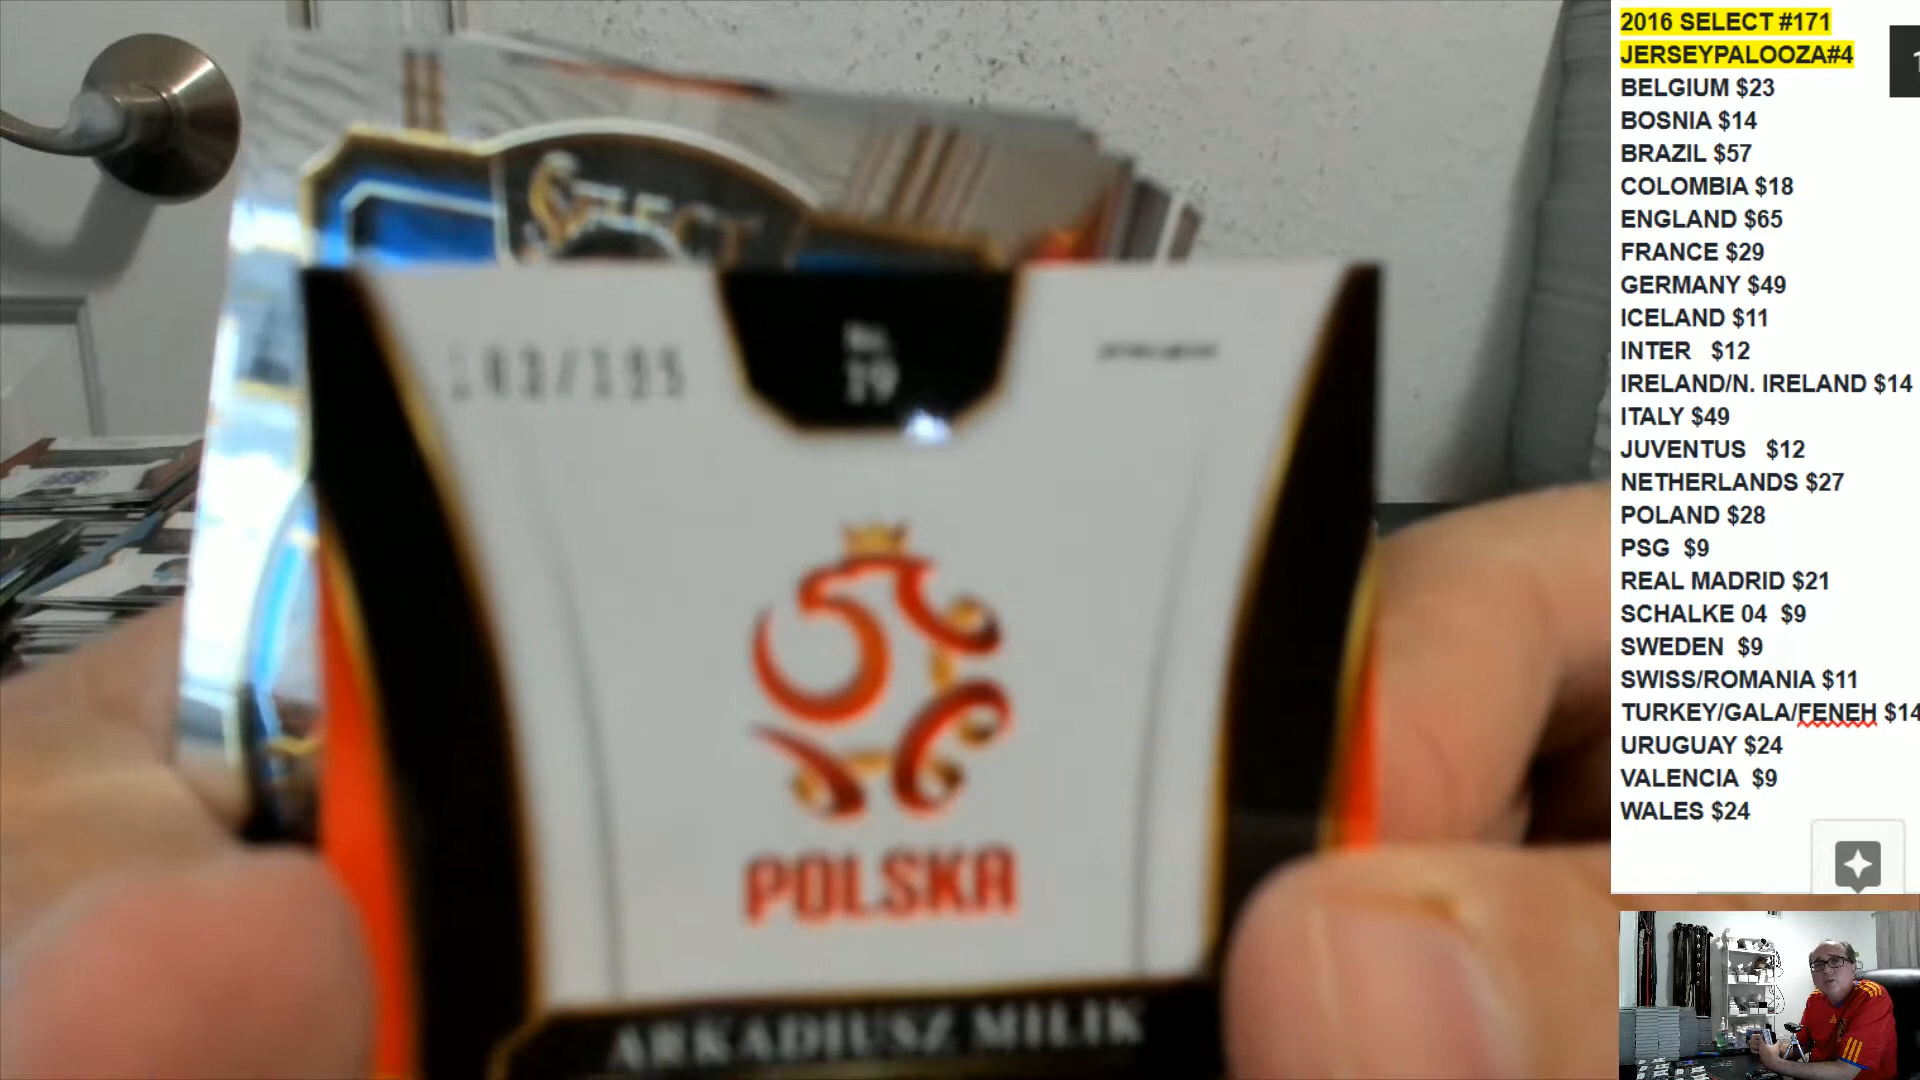 SELECT
No.
19
POLSKA
ARKADIUSZ MILIK
2016 SELECT #171
JERSEYPALOOZA#4
BELGIUM $23
BOSNIA $14
BRAZIL $57
COLOMBIA $18
ENGLAND $65
FRANCE $29
GERMANY $49
ICELAND $11
INTER $12
IRELAND/N. IRELAND $14
ITALY $49
JUVENTUS $12
NETHERLANDS $27
POLAND $28
PSG $9
REAL MADRID $21
SCHALKE 04 $9
SWEDEN $9
SWISS/ROMANIA $11
TURKEY/GALA/FENEH $14
URUGUAY $24
VALENCIA $9
WALES $24